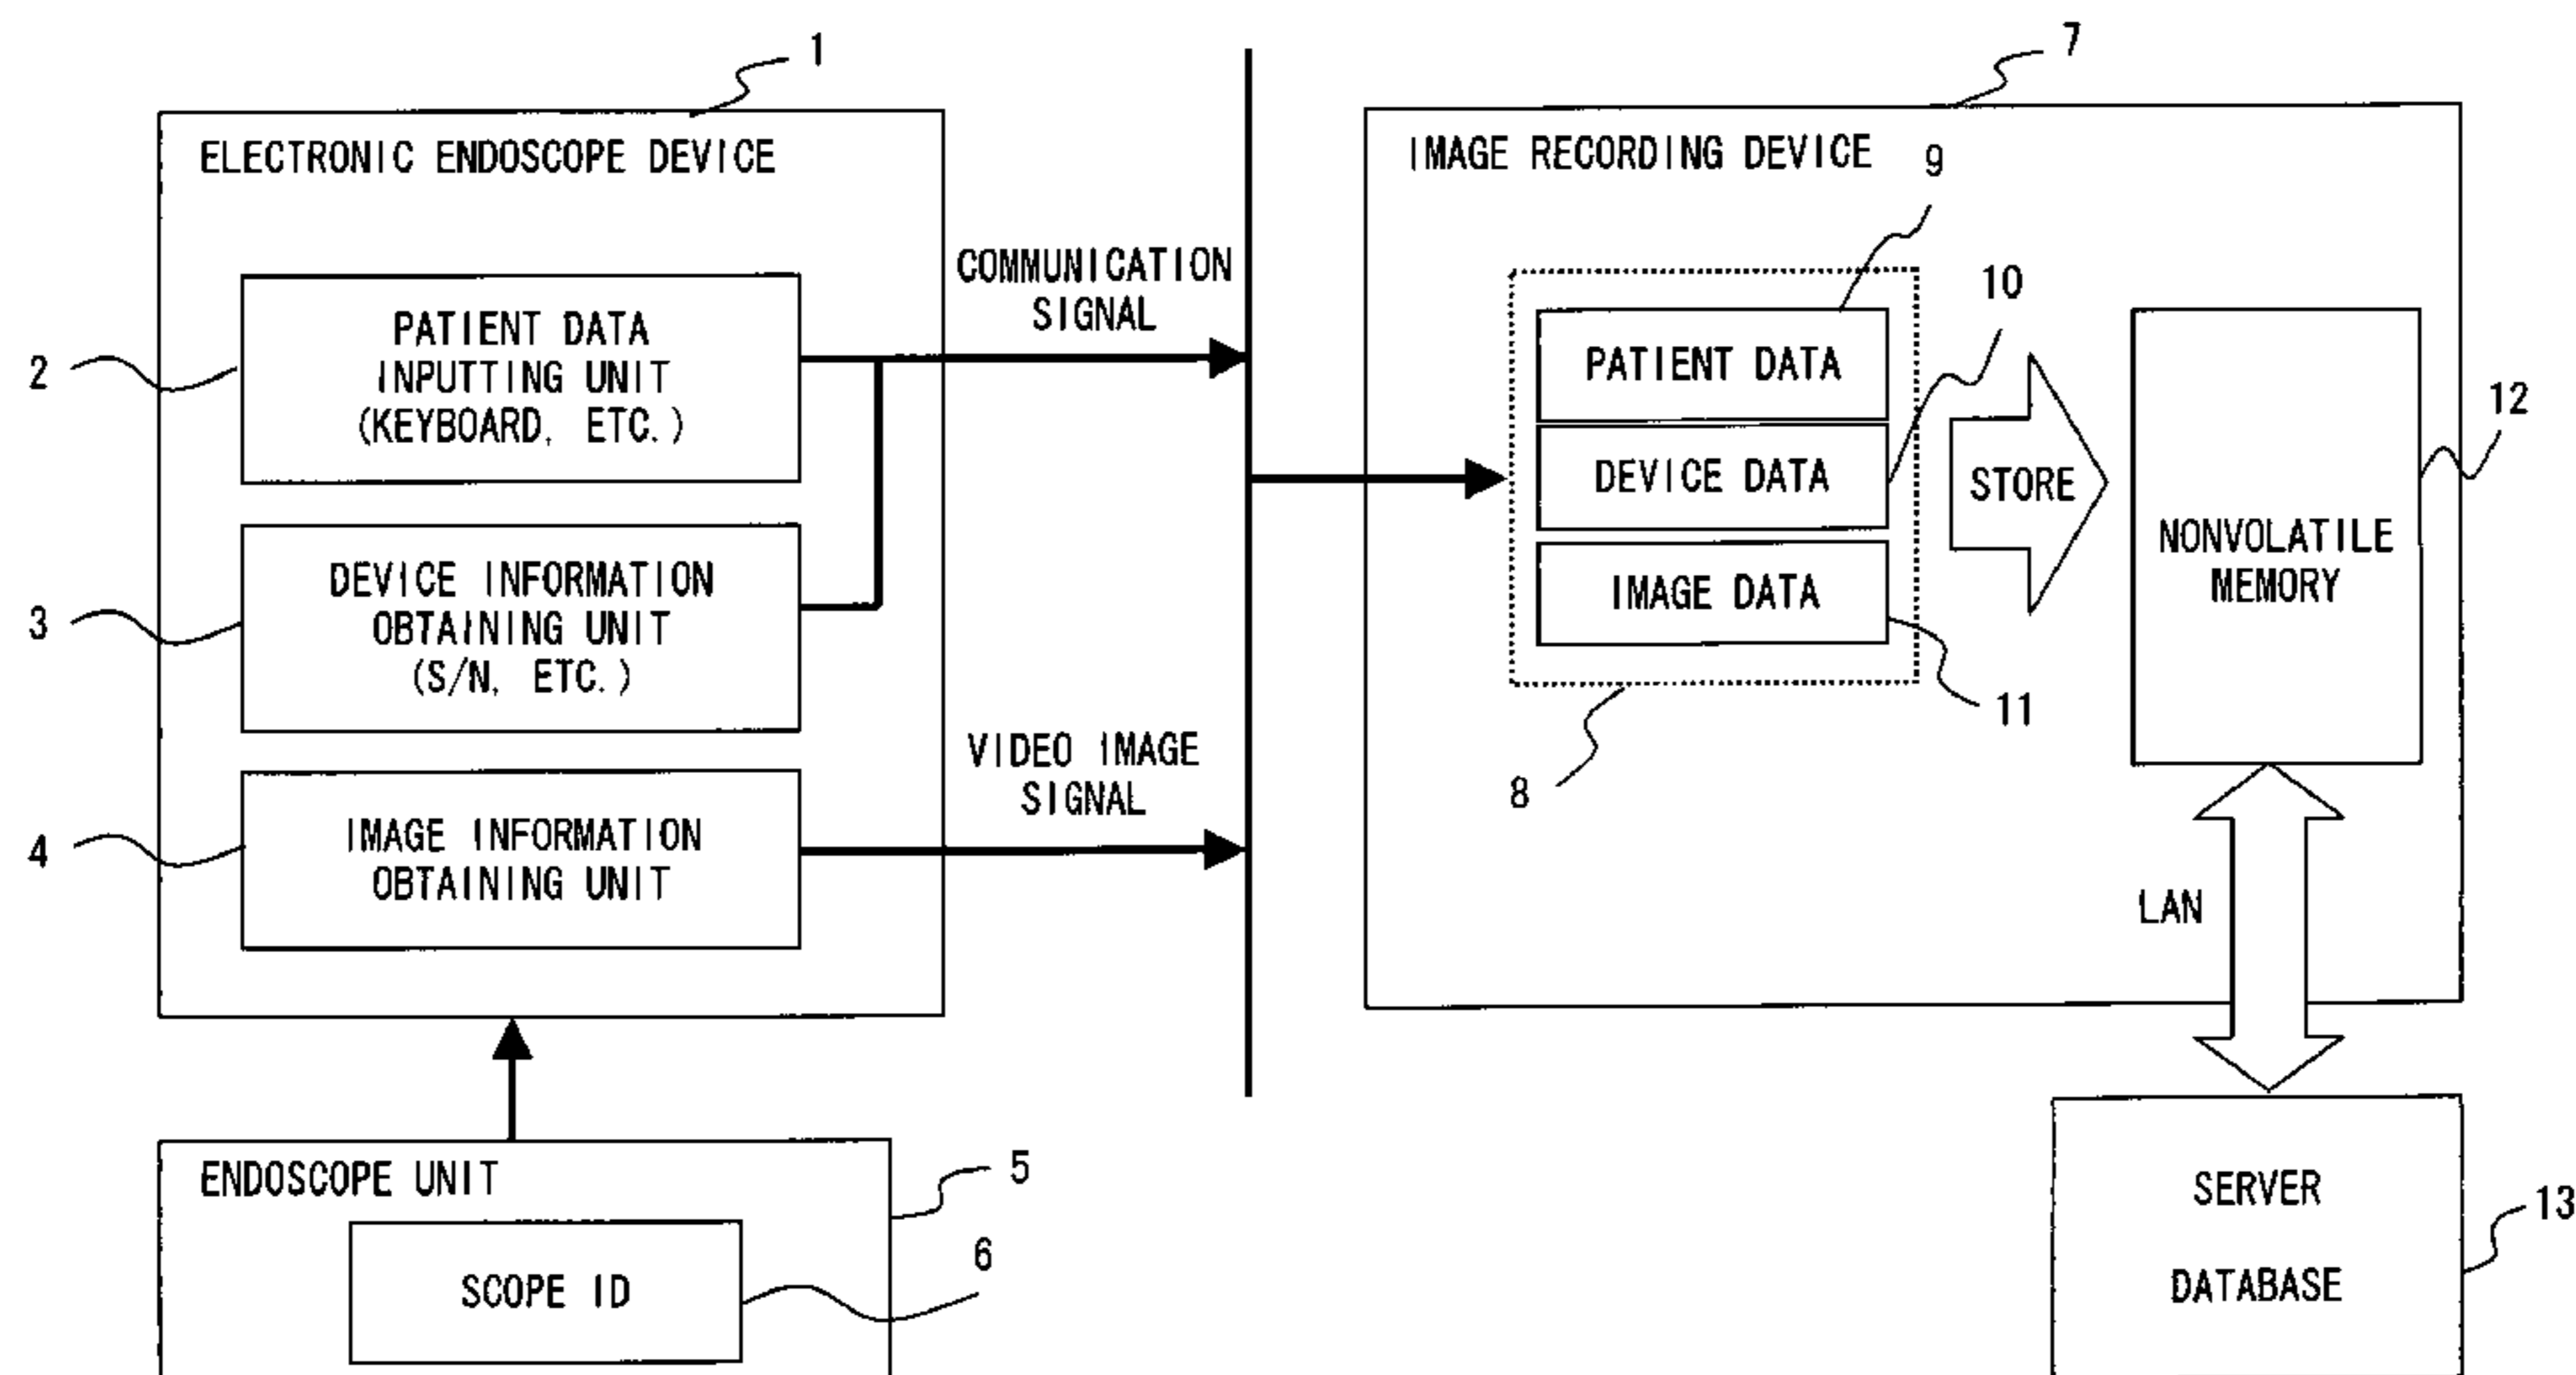 1
7
ELECTRONIC ENDOSCOPE DEVICE
IMAGE RECORDING DEVICE
9
COMMUNICATION
SIGNAL
10
2
PATIENT DATA
INPUTTING UNIT
(KEYBOARD, ETC.)
PATIENT DATA
12
DEVICE DATA
STORE
NONVOLATILE
MEMORY
3
DEVICE INFORMATION
OBTAINING UNIT
(S/N, ETC.)
IMAGE DATA
11
VIDEO IMAGE
SIGNAL
8
4
IMAGE INFORMATION
OBTAINING UNIT
LAN
ENDOSCOPE UNIT
5
6
SCOPE ID
SERVER
DATABASE
13